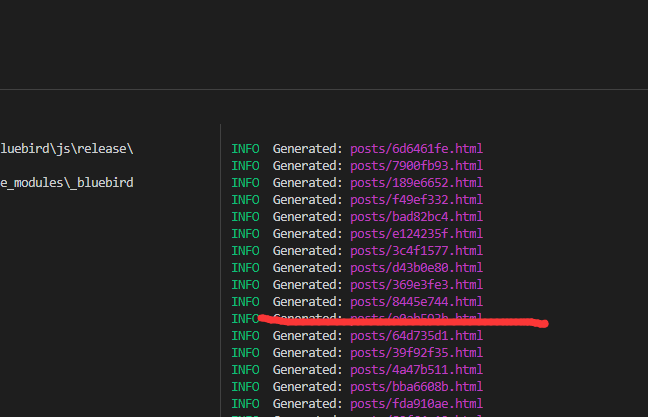 luebird\js\release\
e_modules\_bluebird
INFO Generated: posts/6d6461fe.html
INFO Generated: posts/7900fb93.html
INFO Generated: posts/189e6652.html
INFO Generated: posts/f49ef332.html
INFO Generated: posts/bad82bc4.html
INFO Generated: posts/e124235f.html
INFO Generated: posts/3c4f1577.html
INFO Generated: posts/d43b0e80.html
INFO Generated: posts/369e3fe3.html
INFO Generated: posts/8445e744.html
INFO Generated:
INFO Generated: posts/64d735d1.html
INFO Generated: posts/39f92f35.html
INFO Generated: posts/4a47b511.html
INFO Generated: posts/bba6608b.html
INFO Generated: posts/fda910ae.html